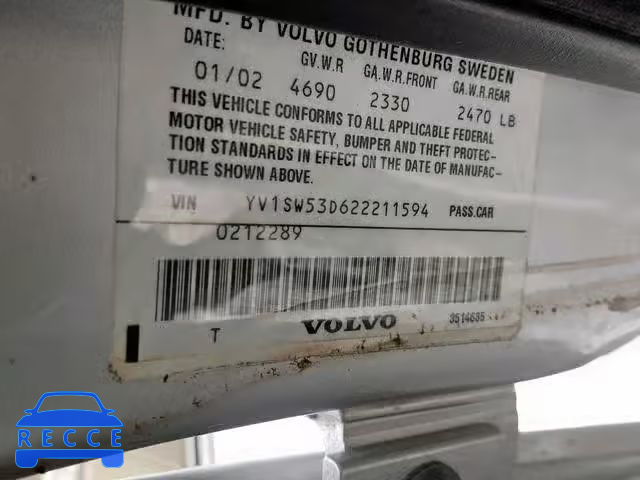 MFD. BY VOLVO GOTHENBURG SWEDEN
DATE: GV.W.R GA.W.R.FRONT GA.W.R.REAR
01/02 4690 2330 2470 LB
THIS VEHICLE CONFORMS TO ALL APPLICABLE FEDERAL
MOTOR VEHICLE SAFETY, BUMPER AND THEFT PROTEC-
TION STANDARDS IN EFFECT ON THE DATE OF MANUFAC-
TURE SHOWN ABOVE.
VIN YV1SW53D622211594 PASS.CAR
0212289
T VOLVO 3514635
RECCE